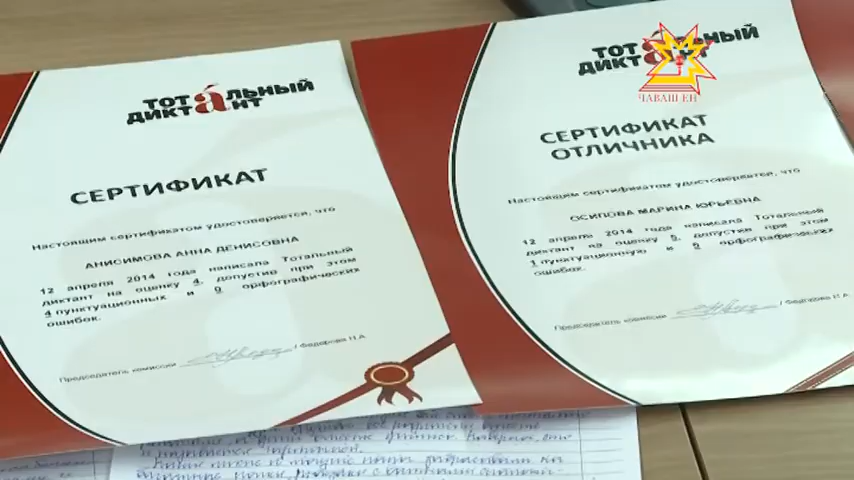 ТОТАЛЬНЫЙ
ДИКТАНТ
СЕРТИФИКАТ
Настоящим сертификатом удостоверяется, что
АНИСИМОВА АННА ДЕНИСОВНА
12 апреля 2014 года написала Тотальный
диктант на оценку 4, допустив при этом
4 пунктуационных и 0 орфографических
ошибок.
Председатель комиссии / Федорова Н.А
ТОТАЛЬНЫЙ
ДИКТАНТ
ЧӐВАШ ЕН
СЕРТИФИКАТ
ОТЛИЧНИКА
Настоящим сертификатом удостоверяется, что
ОСИПОВА МАРИНА ЮРЬЕВНА
12 апреля 2014 года написала Тотальный
диктант на оценку 5, допустив при этом
1 пунктуационную и 0 орфографических
ошибок.
Председатель комиссии / Федорова Н.А